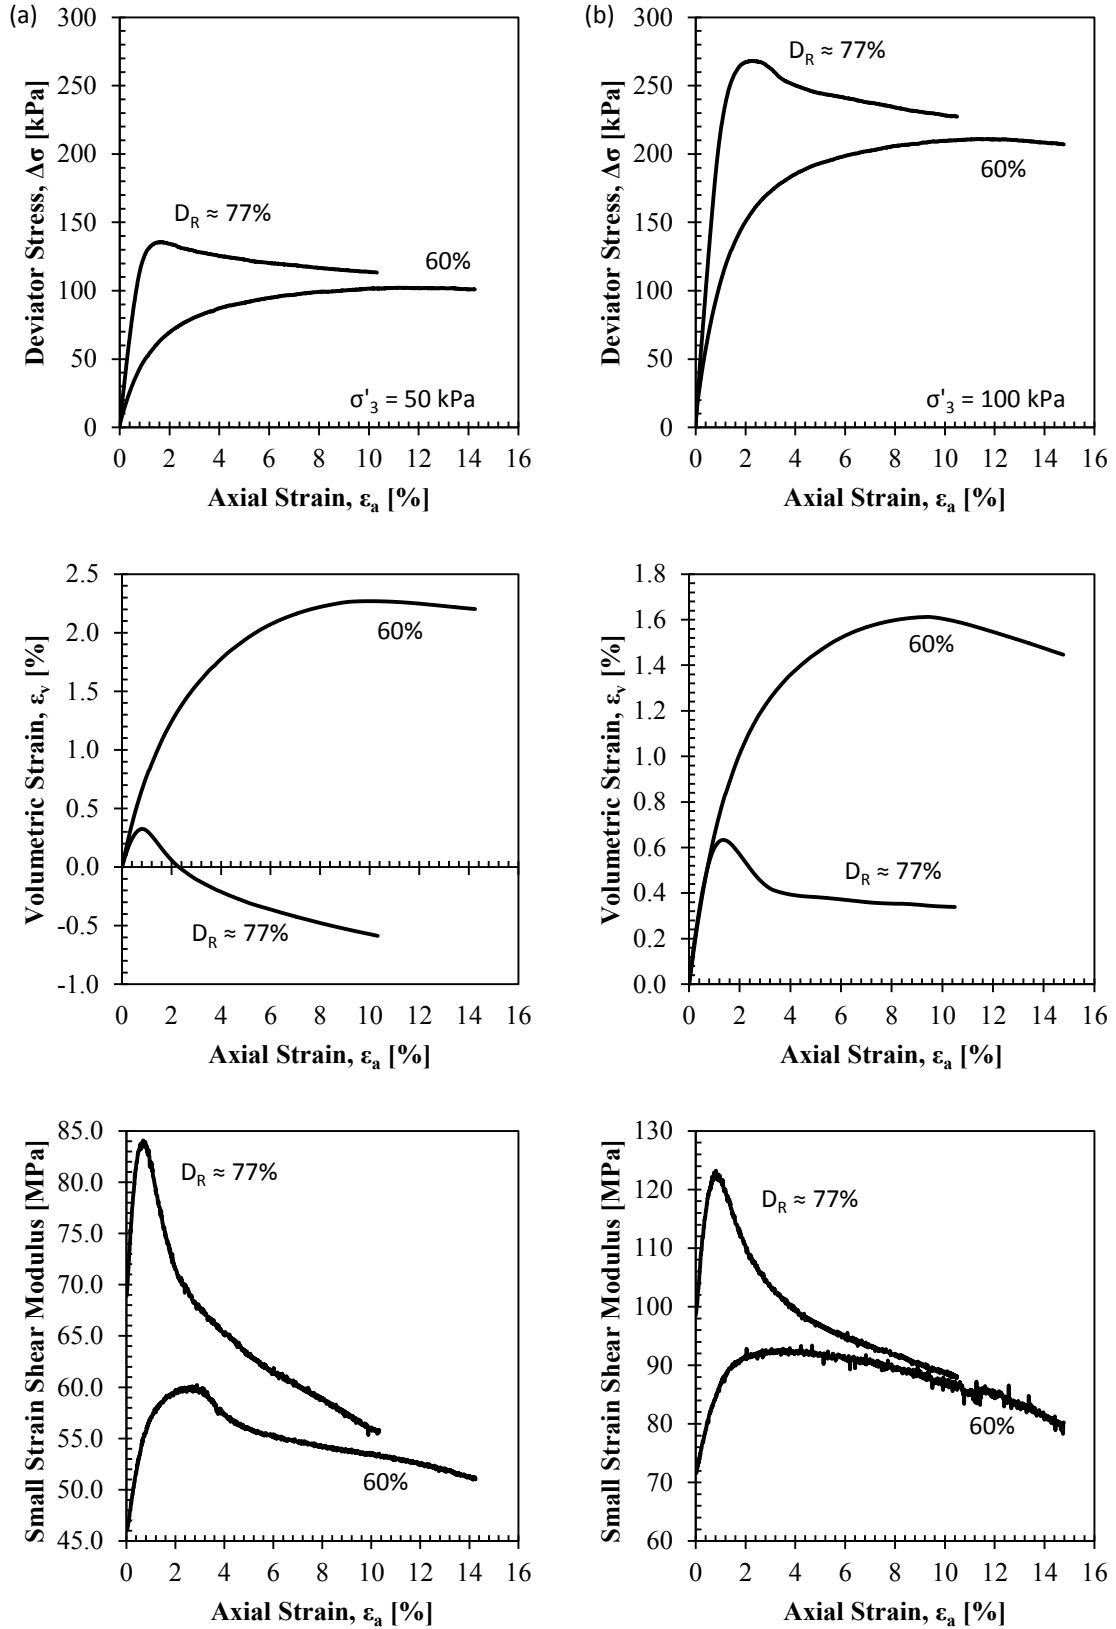 (a)
300
250
200
150
100
50
0
Deviator Stress, Δσ [kPa]
D_R ≈ 77%
60%
σ'_3 = 50 kPa
0 2 4 6 8 10 12 14 16
Axial Strain, ε_a [%]
(b)
300
250
200
150
100
50
0
Deviator Stress, Δσ [kPa]
D_R ≈ 77%
60%
σ'_3 = 100 kPa
0 2 4 6 8 10 12 14 16
Axial Strain, ε_a [%]
2.5
2.0
1.5
1.0
0.5
0.0
-0.5
-1.0
Volumetric Strain, ε_v [%]
60%
D_R ≈ 77%
0 2 4 6 8 10 12 14 16
Axial Strain, ε_a [%]
1.8
1.6
1.4
1.2
1.0
0.8
0.6
0.4
0.2
0.0
Volumetric Strain, ε_v [%]
60%
D_R ≈ 77%
0 2 4 6 8 10 12 14 16
Axial Strain, ε_a [%]
85.0
80.0
75.0
70.0
65.0
60.0
55.0
50.0
45.0
Small Strain Shear Modulus [MPa]
D_R ≈ 77%
60%
0 2 4 6 8 10 12 14 16
Axial Strain, ε_a [%]
130
120
110
100
90
80
70
60
Small Strain Shear Modulus [MPa]
D_R ≈ 77%
60%
0 2 4 6 8 10 12 14 16
Axial Strain, ε_a [%]